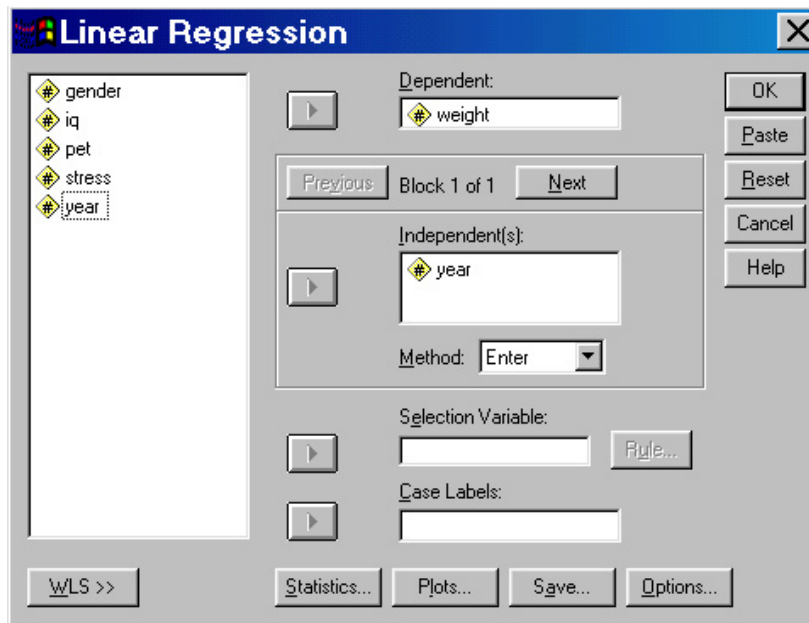 Linear Regression
gender
iq
pet
stress
year
Dependent:
weight
Previous Block 1 of 1 Next
Independent(s):
year
Method: Enter
Selection Variable:
Rule...
Case Labels:
WLS >> Statistics... Plots... Save... Options...
OK
Paste
Reset
Cancel
Help